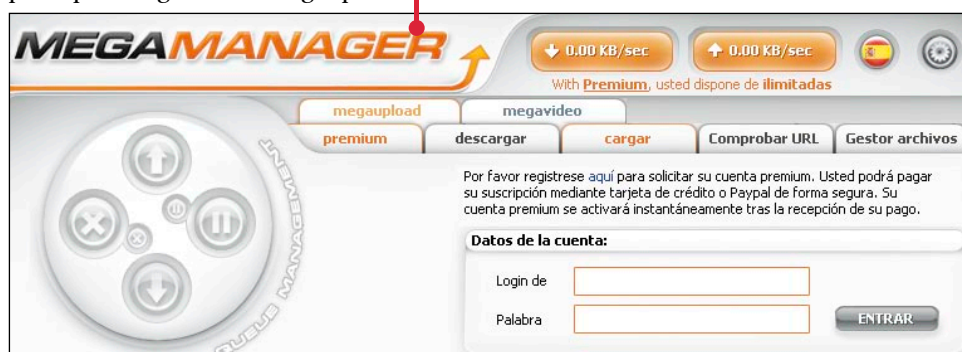 MEGAMANAGER
0.00 KB/sec
0.00 KB/sec
With Premium, usted dispone de ilimitadas
megaupload
megavideo
premium
descargar
cargar
Comprobar URL
Gestor archivos
Por favor registrese aquí para solicitar su cuenta premium. Usted podrá pagar
su suscripción mediante tarjeta de crédito o Paypal de forma segura. Su
cuenta premium se activará instantáneamente tras la recepción de su pago.
Datos de la cuenta:
Login de
Palabra
ENTRAR
QUEUE MANAGEMENT